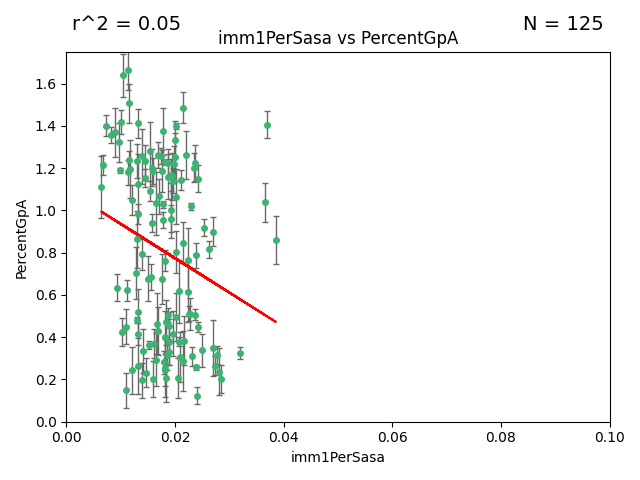 r^2 = 0.05
N = 125
imm1PerSasa vs PercentGpA
PercentGpA
1.6
1.4
1.2
1.0
0.8
0.6
0.4
0.2
0.0
0.00 0.02 0.04 0.06 0.08 0.10
imm1PerSasa